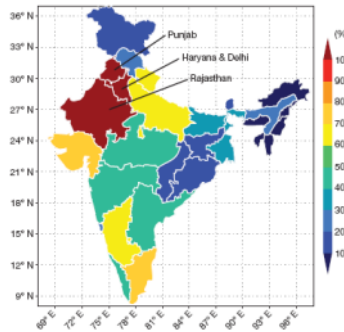 36° N
33° N
30° N
27° N
24° N
21° N
18° N
15° N
12° N
9° N
Punjab
Haryana & Delhi
Rajasthan
69° E
72° E
75° E
78° E
81° E
84° E
87° E
90° E
93° E
96° E
(%
10
90
80
70
60
50
40
30
20
10